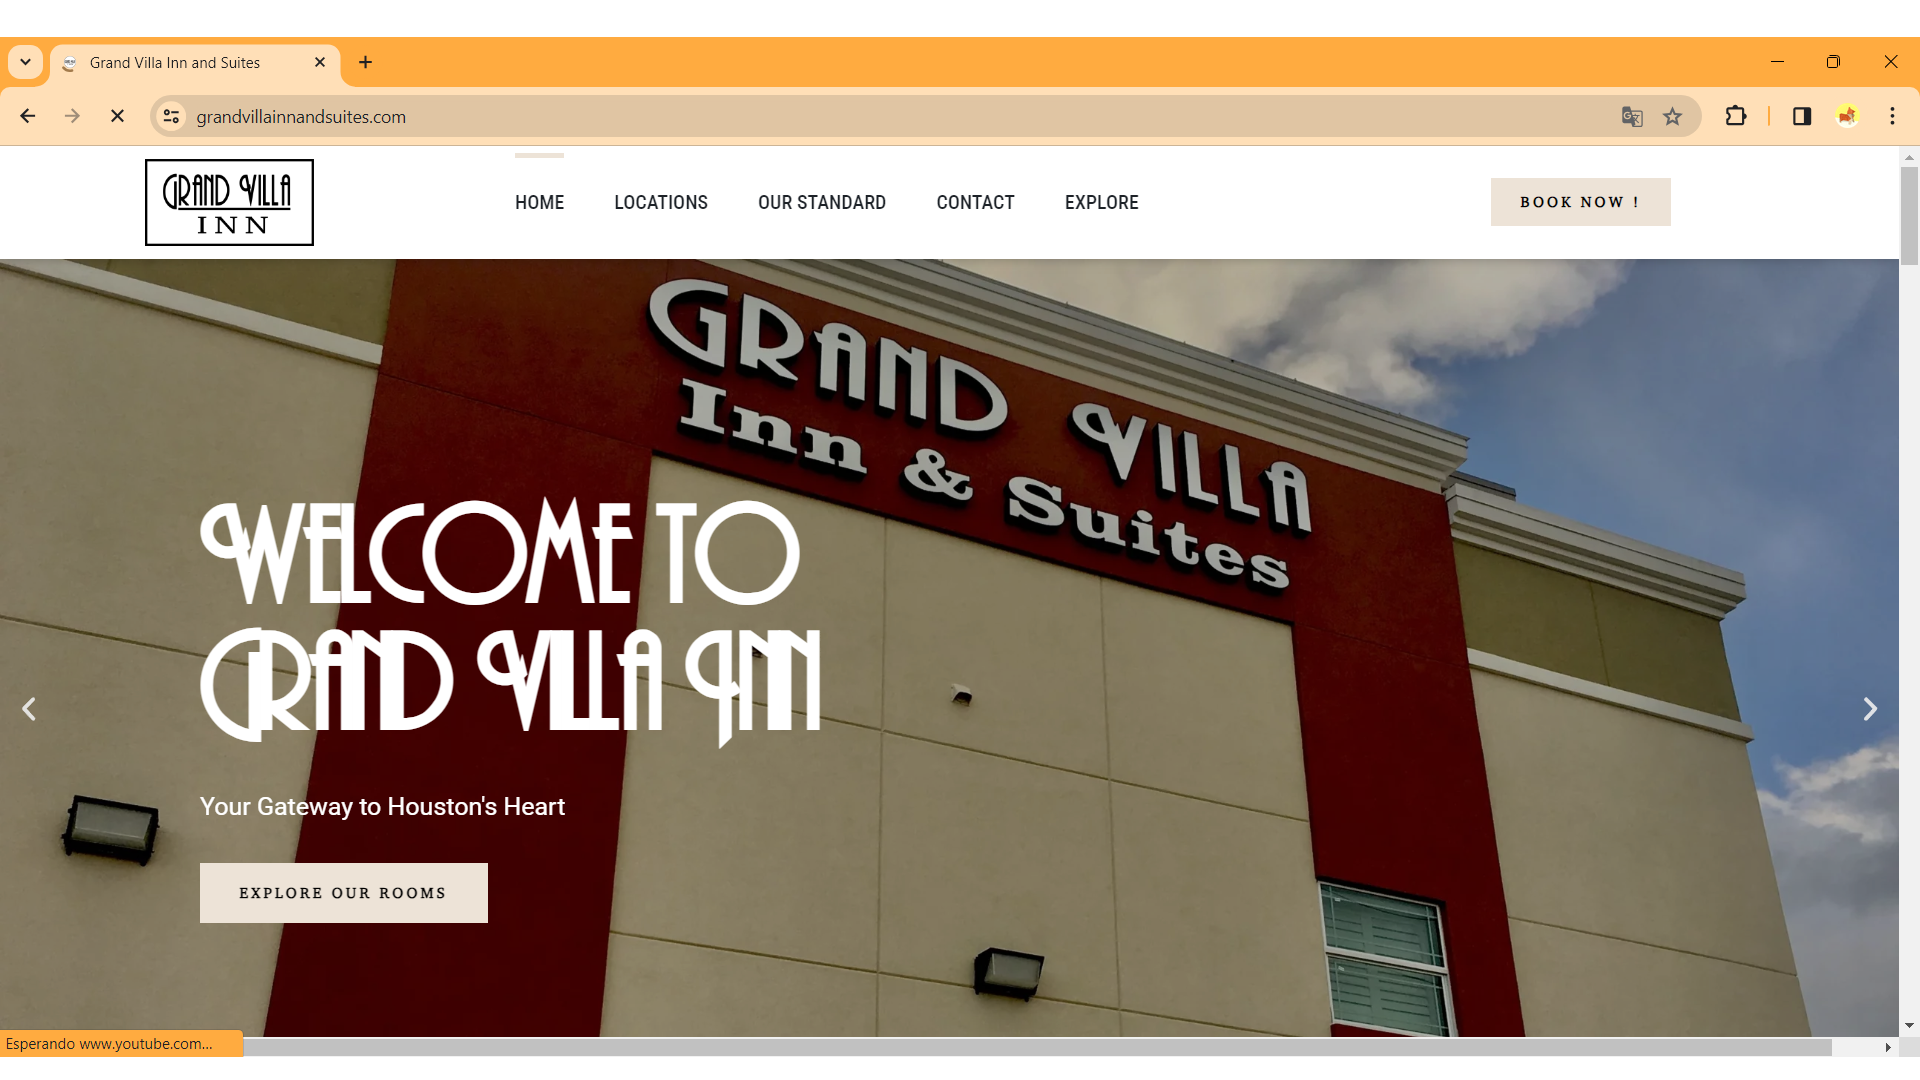 Grand Villa Inn and Suites
grandvillainnandsuites.com
GRAND VILLA
INN
HOME
LOCATIONS
OUR STANDARD
CONTACT
EXPLORE
BOOK NOW !
GRAND VILLA
Inn & Suites
WELCOME TO
GRAND VILLA INN
Your Gateway to Houston's Heart
EXPLORE OUR ROOMS
Esperando www.youtube.com...